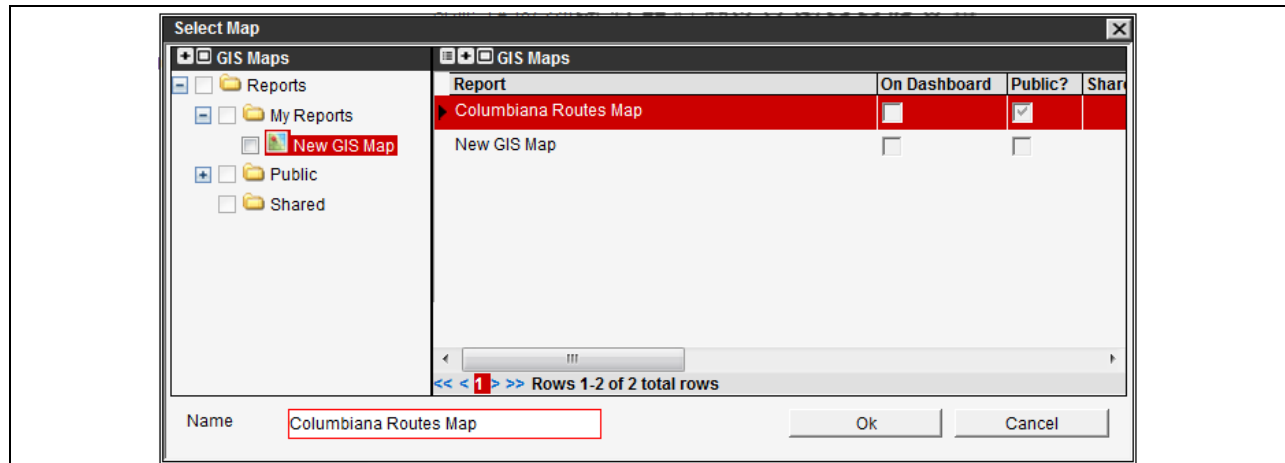 Select Map
GIS Maps
GIS Maps
Reports
My Reports
New GIS Map
Public
Shared
Report On Dashboard Public? Shar
Columbiana Routes Map
New GIS Map
<< < 1 > >> Rows 1-2 of 2 total rows
Name Columbiana Routes Map Ok Cancel